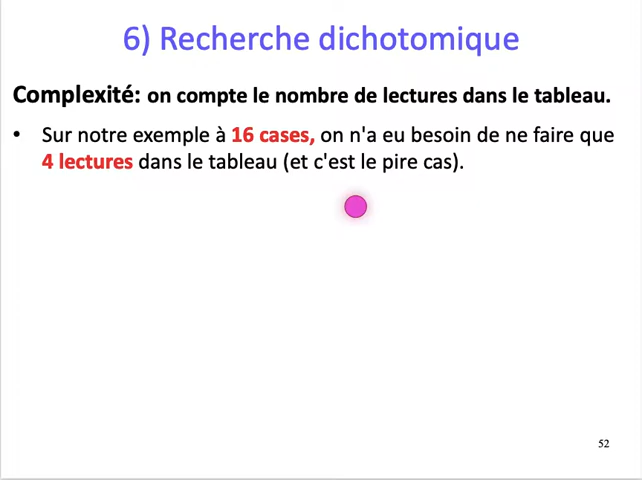 6) Recherche dichotomique
Complexité: on compte le nombre de lectures dans le tableau.
• Sur notre exemple à 16 cases, on n'a eu besoin de ne faire que
4 lectures dans le tableau (et c'est le pire cas).
52